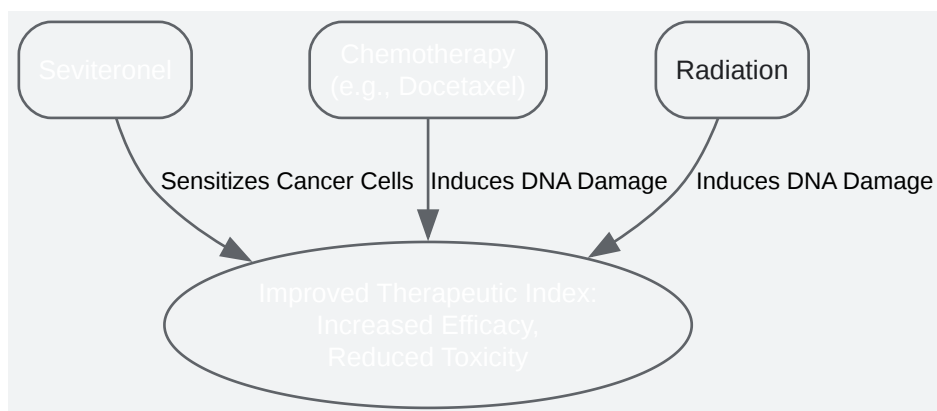 Seviteronel
Chemotherapy
(e.g., Docetaxel)
Radiation
Sensitizes Cancer Cells
Induces DNA Damage
Induces DNA Damage
Improved Therapeutic Index:
Increased Efficacy,
Reduced Toxicity